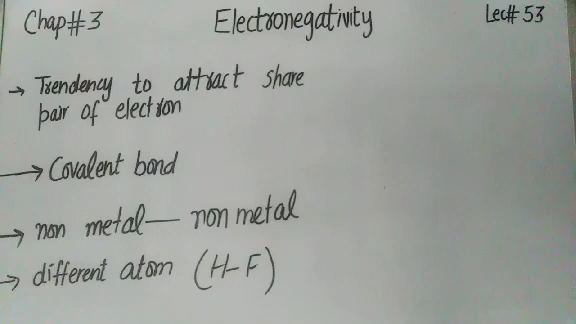 Chap#3 Electronegativity Lec#53
→ Trendency to attract share
pair of electron
→ Covalent bond
→ non metal — non metal
→ different atom (H-F)